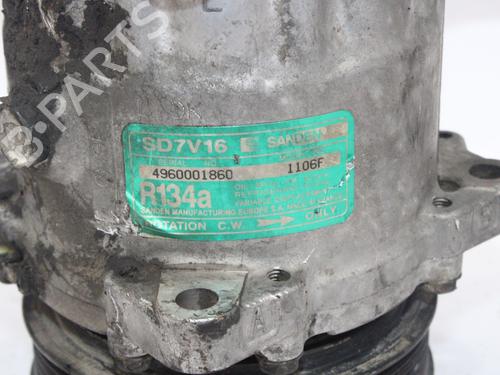 SD7V16 SANDEN
SERIAL NO.
4960001860 1106F
R134a
SANDEN MANUFACTURING EUROPE S.A.
ROTATION C.W. ONLY
B-Parts